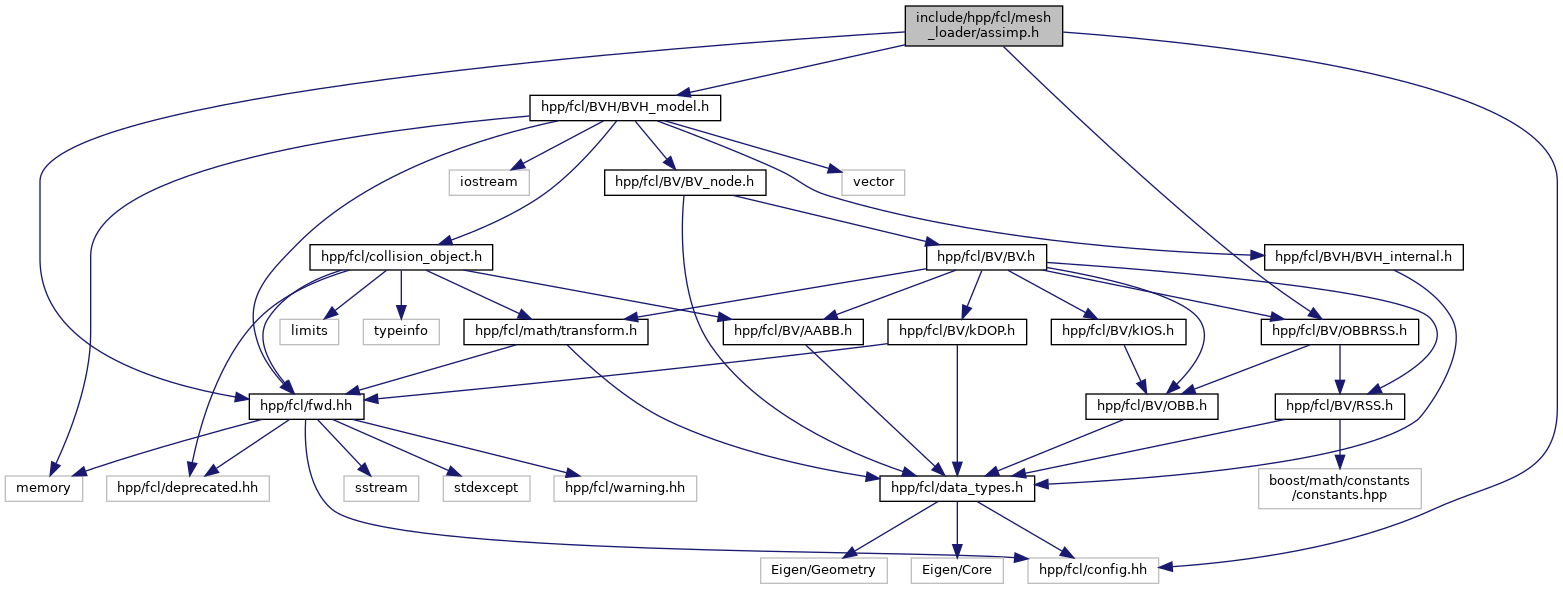 include/hpp/fcl/mesh
_loader/assimp.h
hpp/fcl/BVH/BVH_model.h
iostream
hpp/fcl/BV/BV_node.h
vector
hpp/fcl/collision_object.h
hpp/fcl/BV/BV.h
hpp/fcl/BVH/BVH_internal.h
limits
typeinfo
hpp/fcl/math/transform.h
hpp/fcl/BV/AABB.h
hpp/fcl/BV/kDOP.h
hpp/fcl/BV/kIOS.h
hpp/fcl/BV/OBBRSS.h
hpp/fcl/fwd.hh
hpp/fcl/BV/OBB.h
hpp/fcl/BV/RSS.h
memory
hpp/fcl/deprecated.hh
sstream
stdexcept
hpp/fcl/warning.hh
hpp/fcl/data_types.h
boost/math/constants
/constants.hpp
Eigen/Geometry
Eigen/Core
hpp/fcl/config.hh